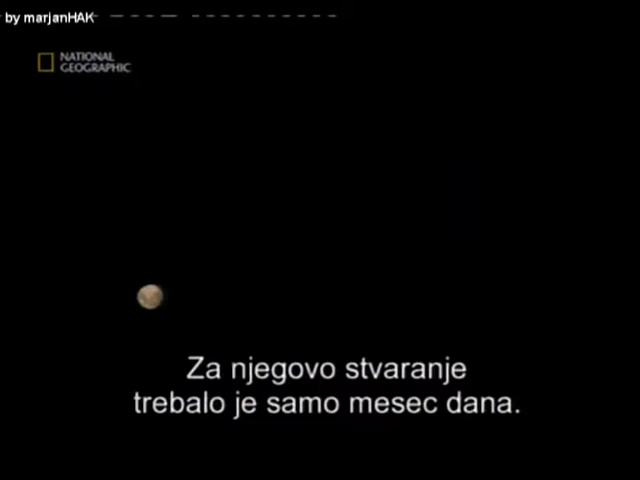 by marjanHAK
NATIONAL
GEOGRAPHIC
Za njegovo stvaranje
trebalo je samo mesec dana.